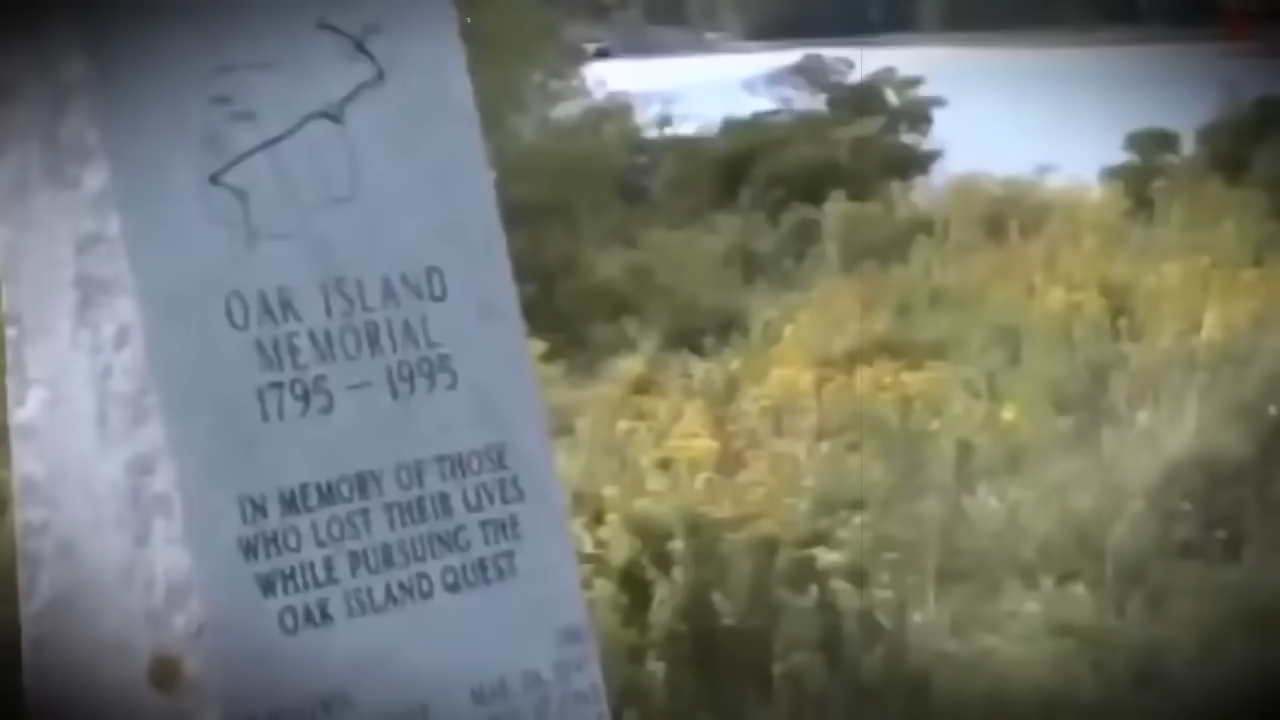 OAK ISLAND
MEMORIAL
1795 – 1995
IN MEMORY OF THOSE
WHO LOST THEIR LIVES
WHILE PURSUING THE
OAK ISLAND QUEST